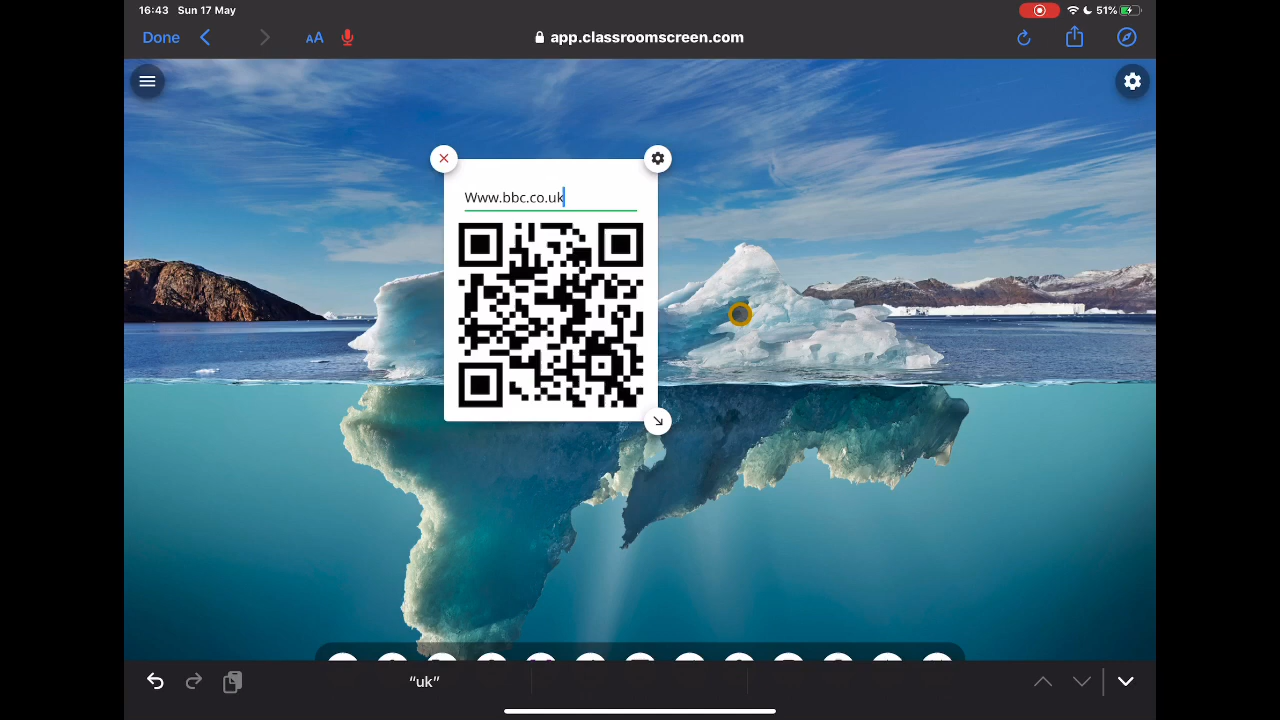 16:43 Sun 17 May
51%
Done
AA
app.classroomscreen.com
Www.bbc.co.uk
“uk”